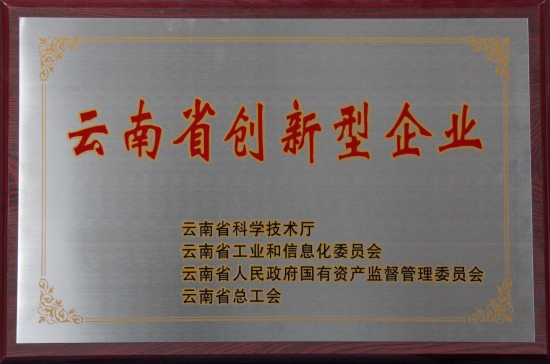 云南省创新型企业
云南省科学技术厅
云南省工业和信息化委员会
云南省人民政府国有资产监督管理委员会
云南省总工会